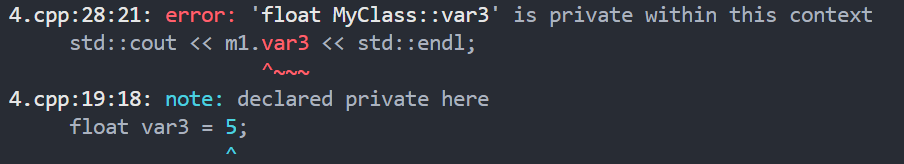 4.cpp:28:21: error: 'float MyClass::var3' is private within this context
std::cout << m1.var3 << std::endl;
^~~~
4.cpp:19:18: note: declared private here
float var3 = 5;
^